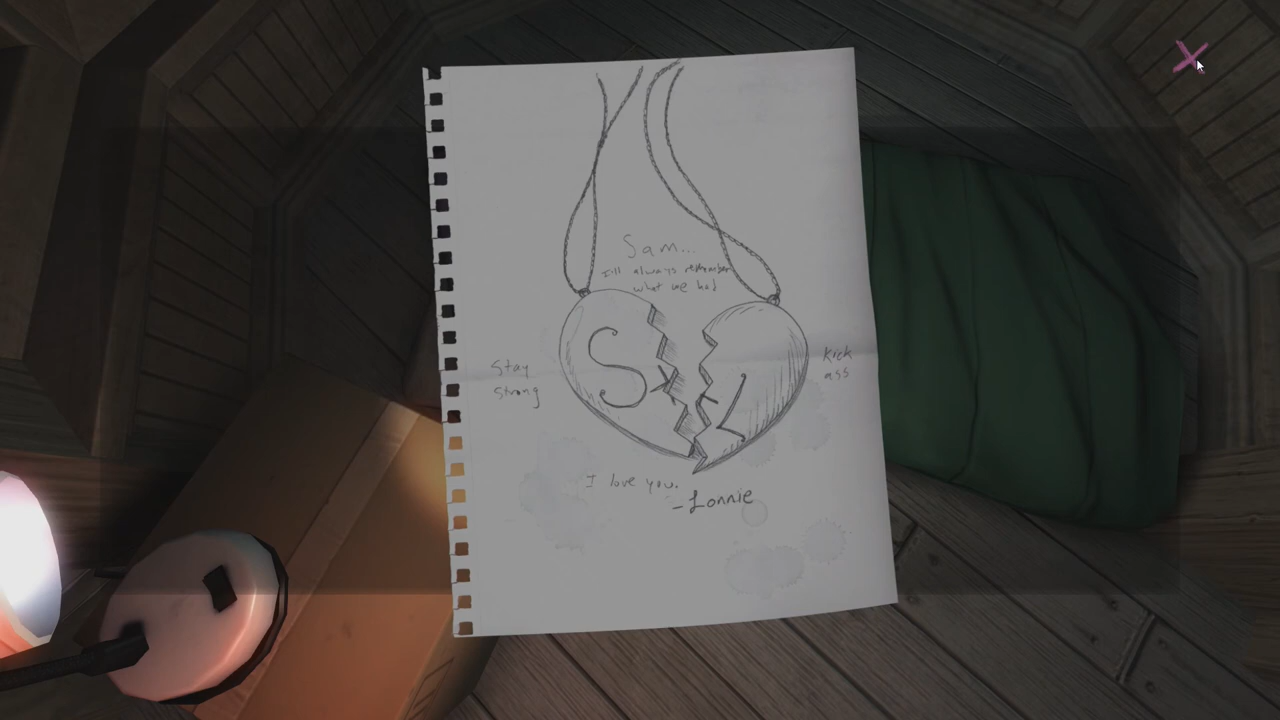 Sam...
I'll always remember
what we had
Stay
strong
Kick
ass
S +
+ L
I love you.
-Lonnie